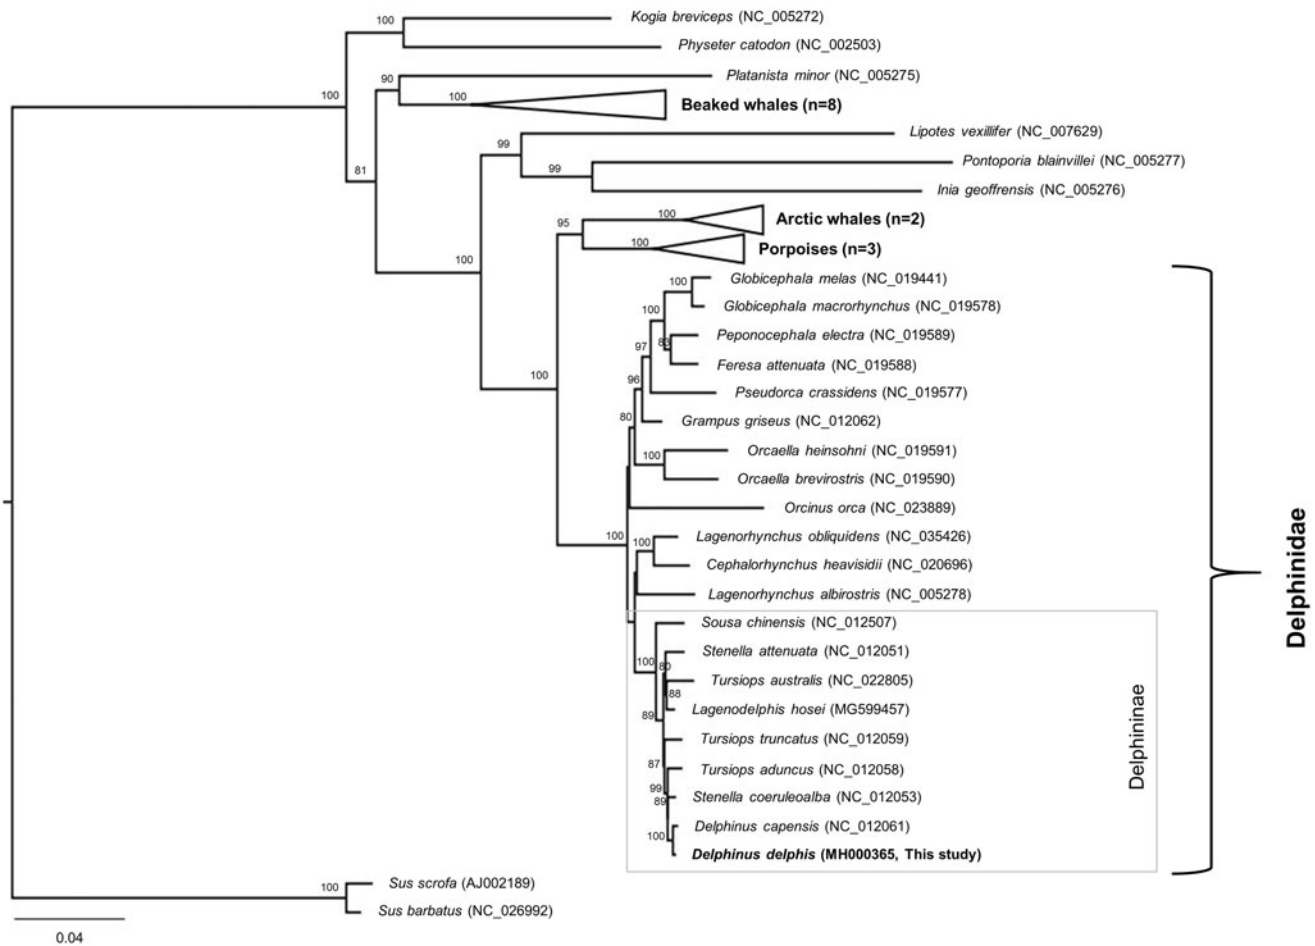 Kogia breviceps (NC_005272)
100
Physeter catodon (NC_002503)
Platanista minor (NC_005275)
90
100
100
Beaked whales (n=8)
Lipotes vexillifer (NC_007629)
99
Pontoporia blainvillei (NC_005277)
81
99
Inia geoffrensis (NC_005276)
100
Arctic whales (n=2)
95
100
Porpoises (n=3)
100
Globicephala melas (NC_019441)
100
Globicephala macrorhynchus (NC_019578)
100
Peponocephala electra (NC_019589)
83
97
Feresa attenuata (NC_019588)
100
96
Pseudorca crassidens (NC_019577)
80
Grampus griseus (NC_012062)
Orcaella heinsohni (NC_019591)
100
Orcaella brevirostris (NC_019590)
Orcinus orca (NC_023889)
100
Lagenorhynchus obliquidens (NC_035426)
100
Cephalorhynchus heavisidii (NC_020696)
Delphinidae
Lagenorhynchus albirostris (NC_005278)
Sousa chinensis (NC_012507)
Stenella attenuata (NC_012051)
100
80
Tursiops australis (NC_022805)
88
Lagenodelphis hosei (MG599457)
89
Delphininae
Tursiops truncatus (NC_012059)
87
Tursiops aduncus (NC_012058)
99
Stenella coeruleoalba (NC_012053)
89
Delphinus capensis (NC_012061)
100
Delphinus delphis (MH000365, This study)
Sus scrofa (AJ002189)
100
Sus barbatus (NC_026992)
0.04